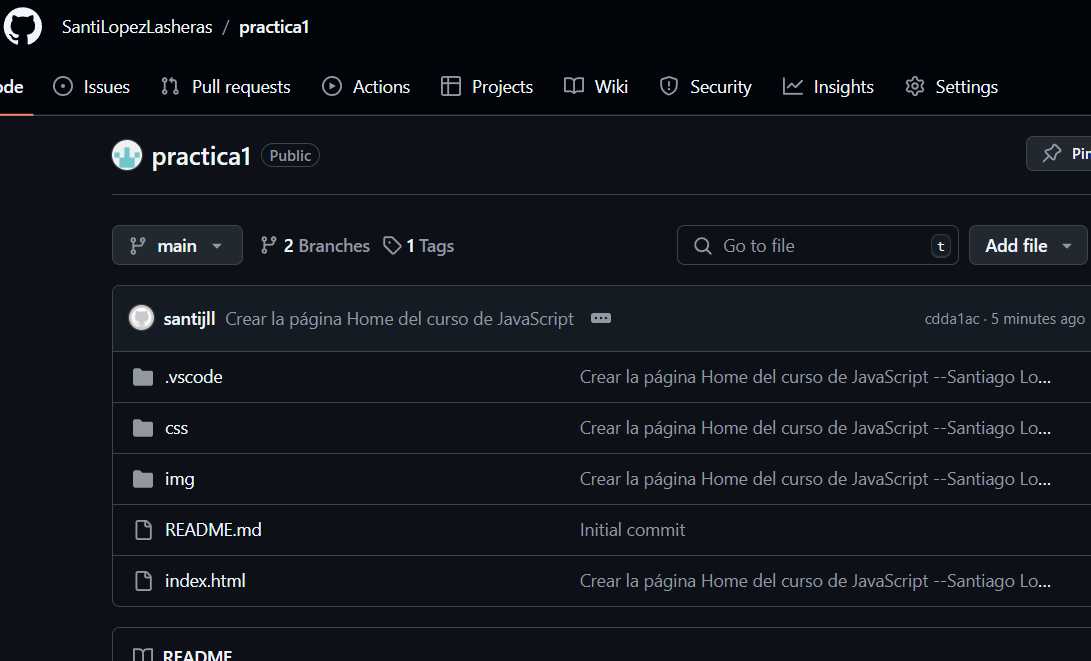 SantiLopezLasheras / practica1
ode Issues Pull requests Actions Projects Wiki Security Insights Settings
practica1 Public Pin
main 2 Branches 1 Tags Go to file t Add file
santijll Crear la página Home del curso de JavaScript cdda1ac · 5 minutes ago
.vscode Crear la página Home del curso de JavaScript --Santiago Lo...
css Crear la página Home del curso de JavaScript --Santiago Lo...
img Crear la página Home del curso de JavaScript --Santiago Lo...
README.md Initial commit
index.html Crear la página Home del curso de JavaScript --Santiago Lo...
README